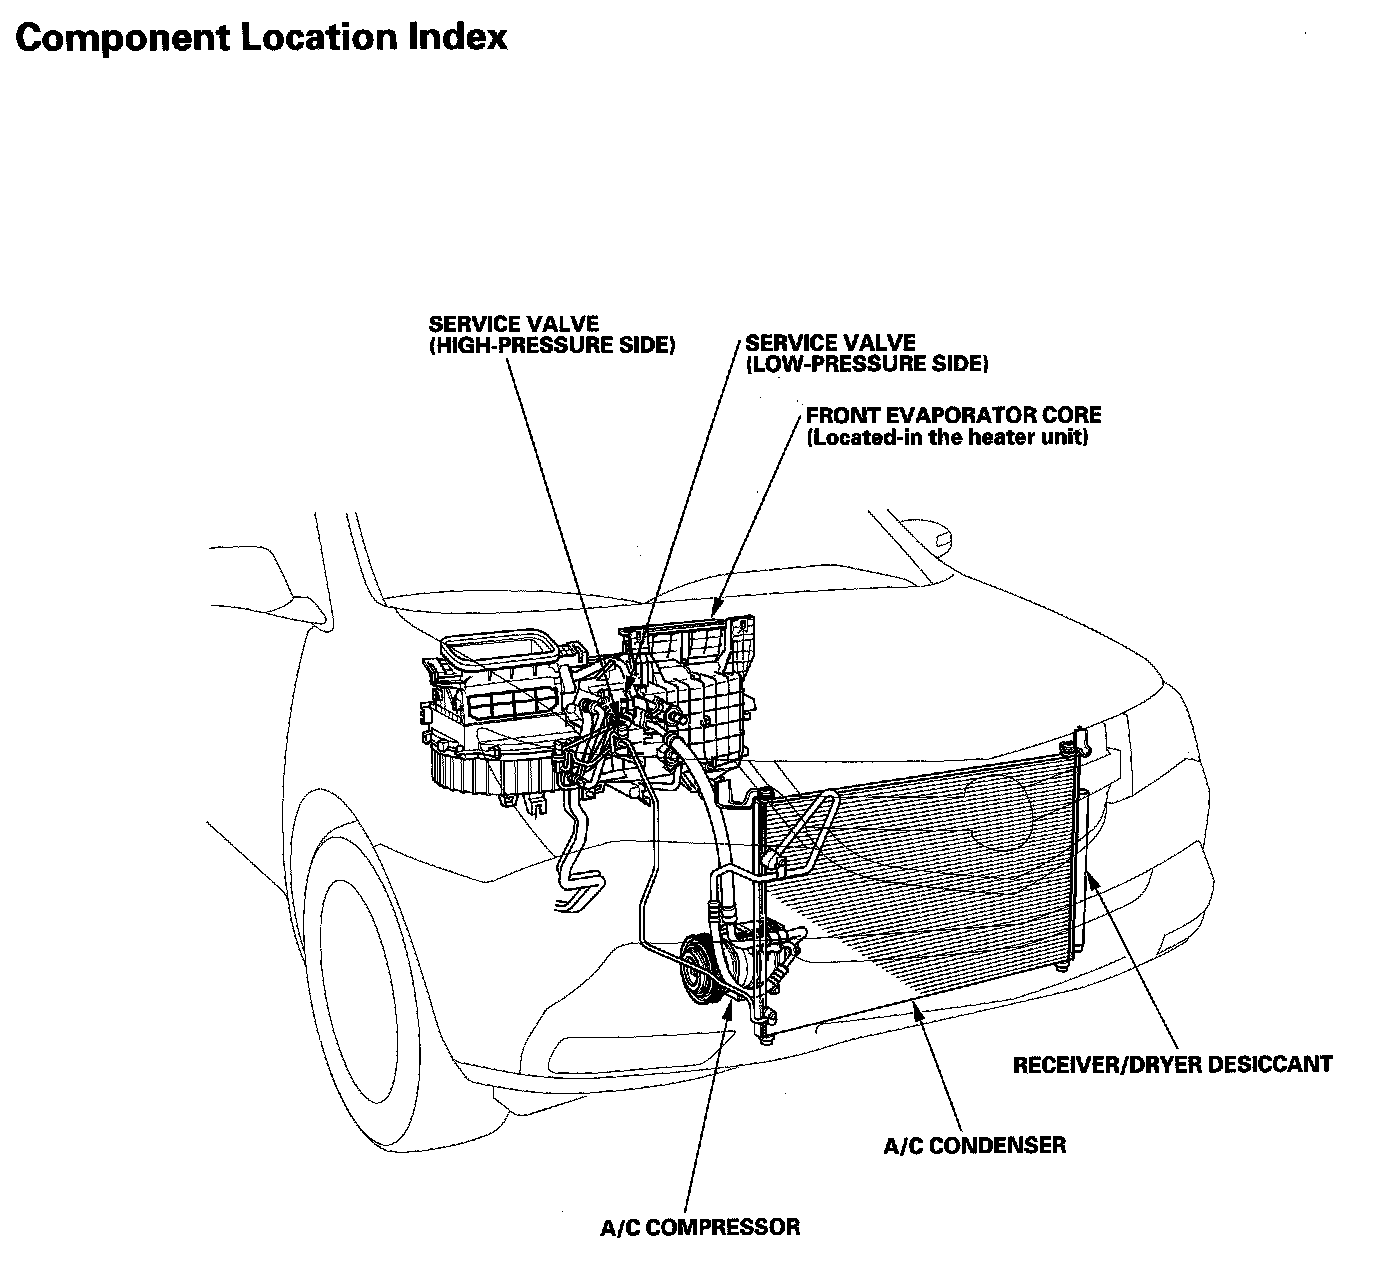 Component Location Index
SERVICE VALVE
(HIGH-PRESSURE SIDE)
SERVICE VALVE
(LOW-PRESSURE SIDE)
FRONT EVAPORATOR CORE
(Located-in the heater unit)
RECEIVER/DRYER DESICCANT
A/C CONDENSER
A/C COMPRESSOR